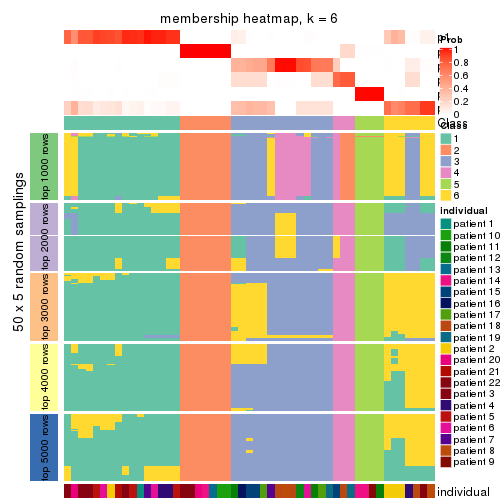 membership heatmap, k = 6
Prob
1
0.8
0.6
0.4
0.2
0
Class
Class
1
2
3
4
5
6
individual
patient 1
patient 10
patient 11
patient 12
patient 13
patient 14
patient 15
patient 16
patient 17
patient 18
patient 19
patient 2
patient 20
patient 21
patient 22
patient 3
patient 4
patient 5
patient 6
patient 7
patient 8
patient 9
50 x 5 random samplings
top 1000 rows
top 2000 rows
top 3000 rows
top 4000 rows
top 5000 rows
individual